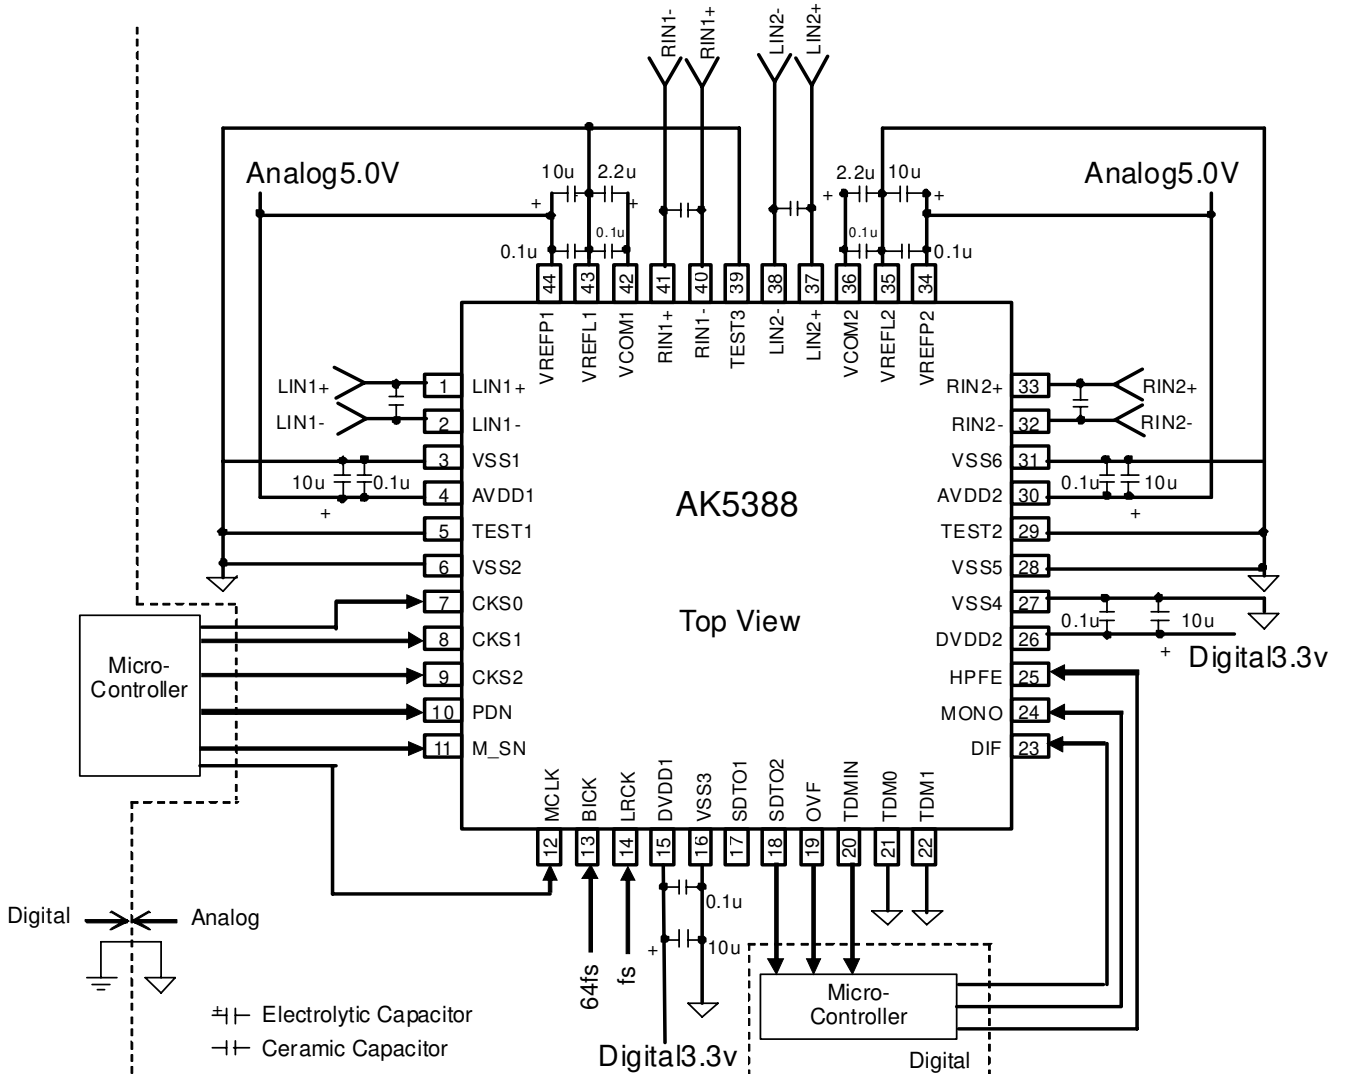 RIN1-
RIN1+
LIN2-
LIN2+
Analog5.0V
10u
2.2u
+
+
0.1u
0.1u
2.2u
10u
+
+
0.1u
0.1u
Analog5.0V
44
43
42
41
40
39
38
37
36
35
34
VREFP1
VREFL1
VCOM1
RIN1+
RIN1-
TEST3
LIN2-
LIN2+
VCOM2
VREFL2
VREFP2
LIN1+
1
LIN1+
LIN1-
2
LIN1-
3
VSS1
10u
0.1u
+
4
AVDD1
5
TEST1
6
VSS2
7
CKS0
8
CKS1
9
CKS2
10
PDN
11
M_SN
Micro-
Controller
AK5388
Top View
RIN2+
33
RIN2+
RIN2-
32
RIN2-
VSS6
31
0.1u
10u
+
AVDD2
30
TEST2
29
VSS5
28
VSS4
27
0.1u
10u
DVDD2
26
+
Digital3.3v
HPFE
25
MONO
24
DIF
23
MCLK
BICK
LRCK
DVDD1
VSS3
SDTO1
SDTO2
OVF
TDMIN
TDM0
TDM1
12
13
14
15
16
17
18
19
20
21
22
0.1u
+
10u
64fs
fs
Digital3.3v
Digital
Analog
Micro-
Controller
Digital
+
Electrolytic Capacitor
Ceramic Capacitor